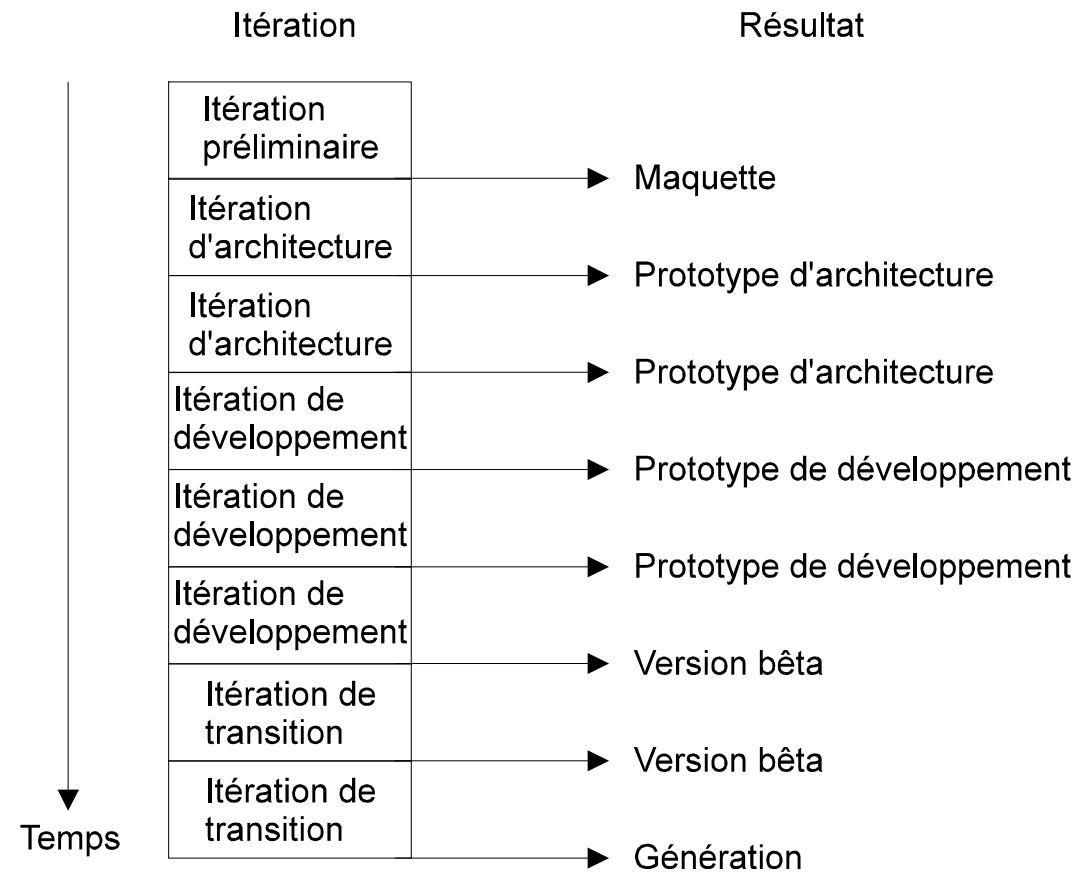 Itération
Résultat
Itération
préliminaire
Maquette
Itération
d'architecture
Prototype d'architecture
Itération
d'architecture
Prototype d'architecture
Itération de
développement
Prototype de développement
Itération de
développement
Prototype de développement
Itération de
développement
Version bêta
Itération de
transition
Version bêta
Itération de
transition
Temps
Génération